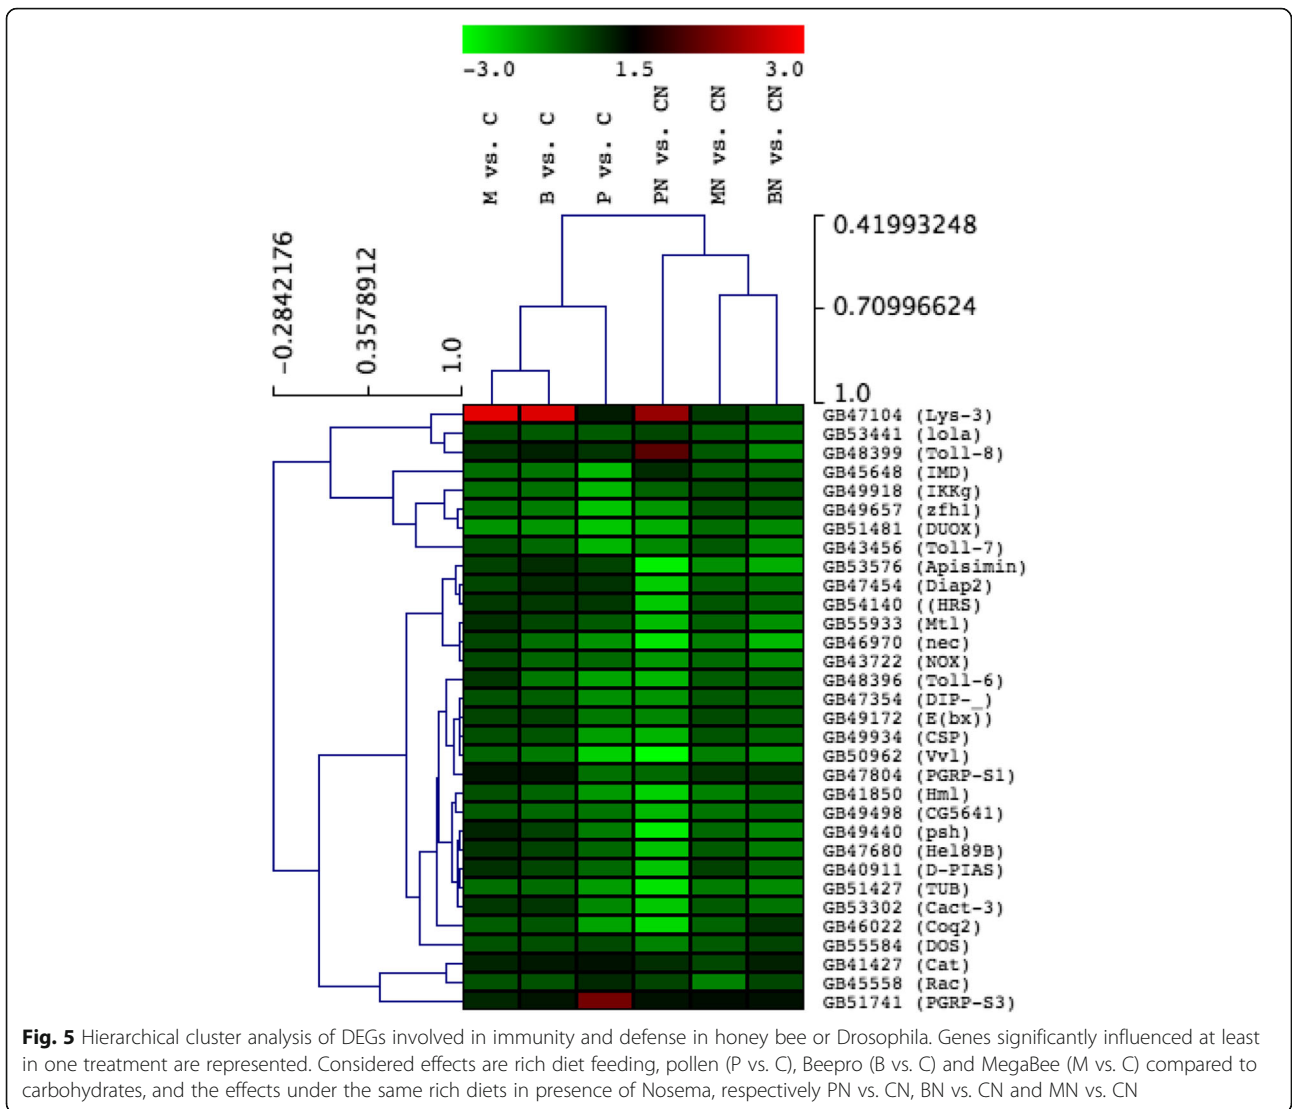 -3.0 1.5 3.0
M vs. C
B vs. C
P vs. C
PN vs. CN
MN vs. CN
BN vs. CN
-0.2842176
0.3578912
1.0
0.41993248
0.70996624
1.0
GB47104 (Lys-3)
GB53441 (lola)
GB48399 (Toll-8)
GB45648 (IMD)
GB49918 (IKKg)
GB49657 (zfh1)
GB51481 (DUOX)
GB43456 (Toll-7)
GB53576 (Apisimin)
GB47454 (Diap2)
GB54140 ((HRS)
GB55933 (Mtl)
GB46970 (nec)
GB43722 (NOX)
GB48396 (Toll-6)
GB47354 (DIP-_)
GB49172 (E(bx))
GB49934 (CSP)
GB50962 (Vvl)
GB47804 (PGRP-S1)
GB41850 (Hml)
GB49498 (CG5641)
GB49440 (psh)
GB47680 (Hel89B)
GB40911 (D-PIAS)
GB51427 (TUB)
GB53302 (Cact-3)
GB46022 (Coq2)
GB55584 (DOS)
GB41427 (Cat)
GB45558 (Rac)
GB51741 (PGRP-S3)
Fig. 5 Hierarchical cluster analysis of DEGs involved in immunity and defense in honey bee or Drosophila. Genes significantly influenced at least
in one treatment are represented. Considered effects are rich diet feeding, pollen (P vs. C), Beepro (B vs. C) and MegaBee (M vs. C) compared to
carbohydrates, and the effects under the same rich diets in presence of Nosema, respectively PN vs. CN, BN vs. CN and MN vs. CN